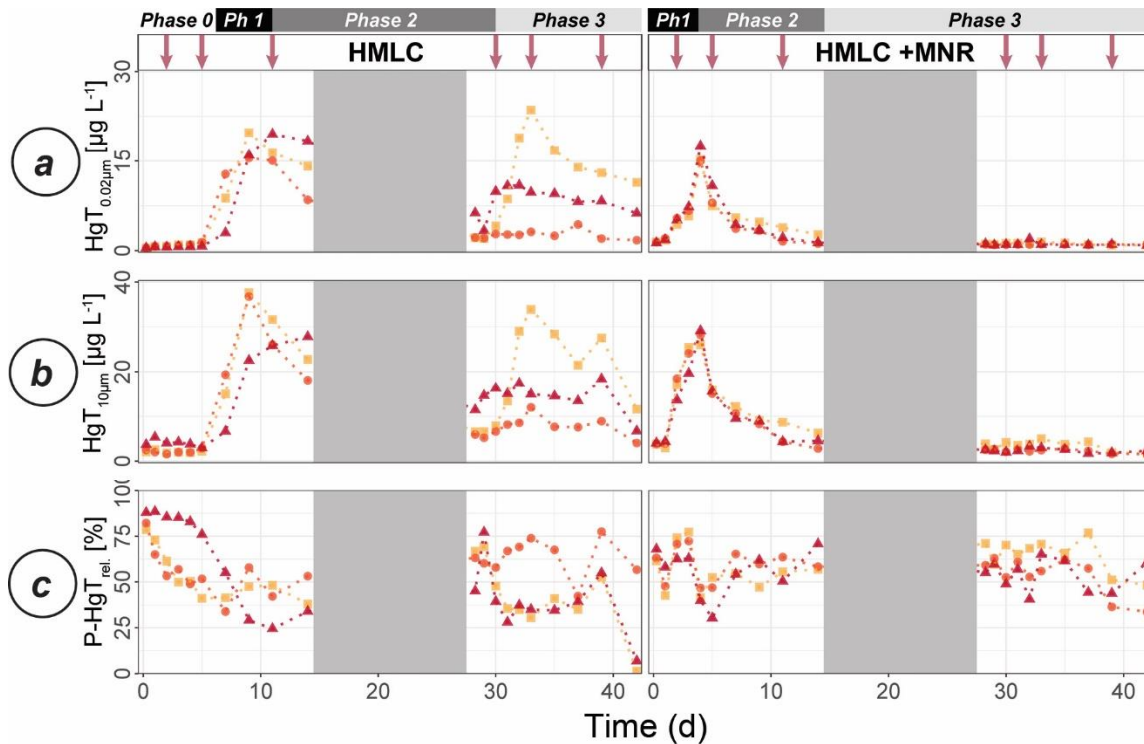 Phase 0 Ph 1 Phase 2 Phase 3 Ph1 Phase 2 Phase 3
HMLC HMLC +MNR
a
HgT0.02µm [µg L-1]
30
15
0
b
HgT10µm [µg L-1]
40
20
0
c
P-HgTrel. [%]
100
75
50
25
0
0 10 20 30 40 0 10 20 30 40
Time (d)